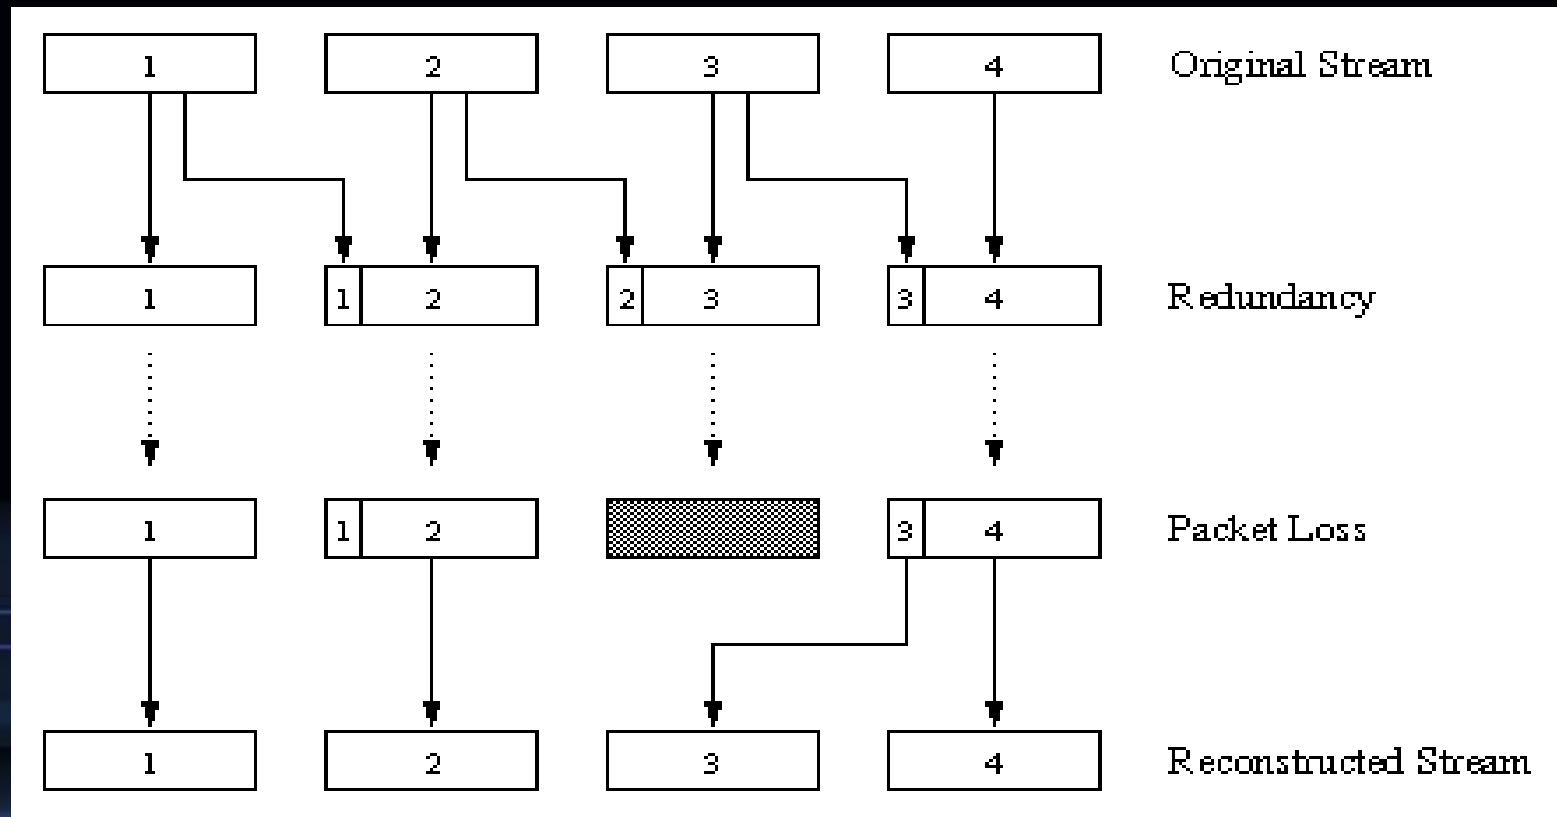 1 2 3 4 Original Stream
1 1 2 2 3 3 4 Redundancy
1 1 2 3 4 Packet Loss
1 2 3 4 Reconstructed Stream